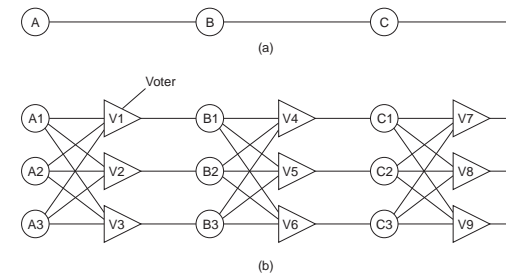 A B C
(a)
Voter
A1 V1 B1 V4 C1 V7
A2 V2 B2 V5 C2 V8
A3 V3 B3 V6 C3 V9
(b)